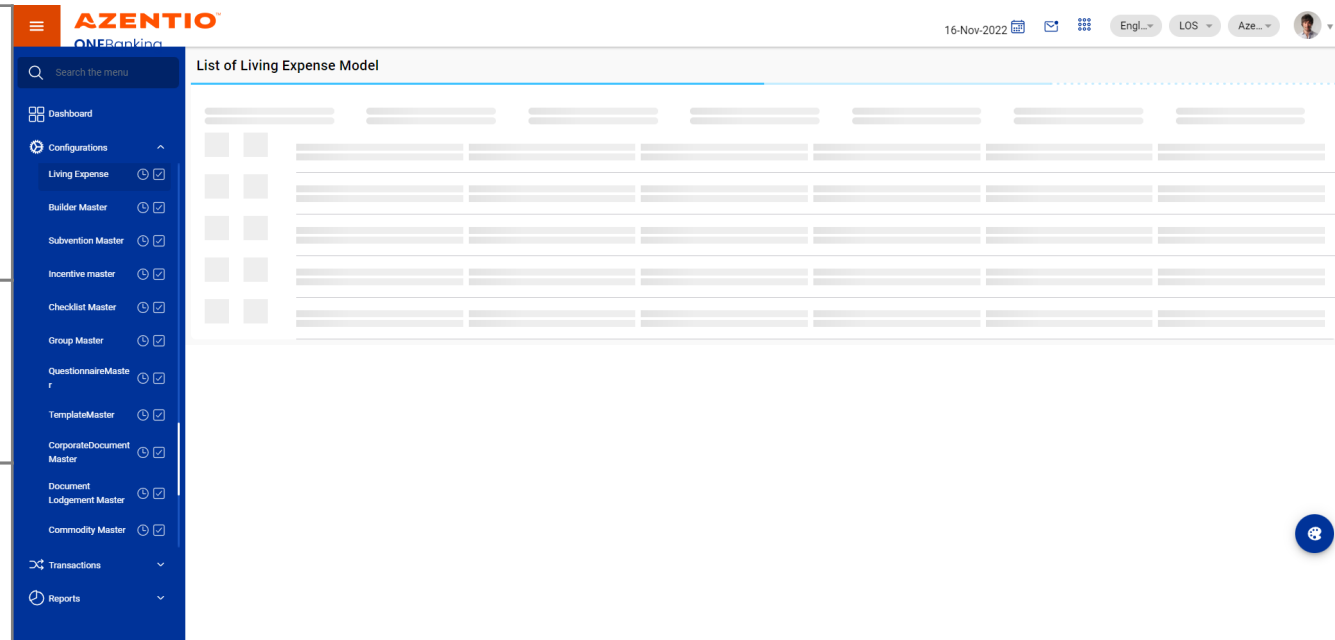 AZENTIO™
ONEBanking
16-Nov-2022
Engl...
LOS
Aze...
Search the menu
List of Living Expense Model
Dashboard
Configurations
Living Expense
Builder Master
Subvention Master
Incentive master
Checklist Master
Group Master
QuestionnaireMaste
r
TemplateMaster
CorporateDocument
Master
Document
Lodgement Master
Commodity Master
Transactions
Reports